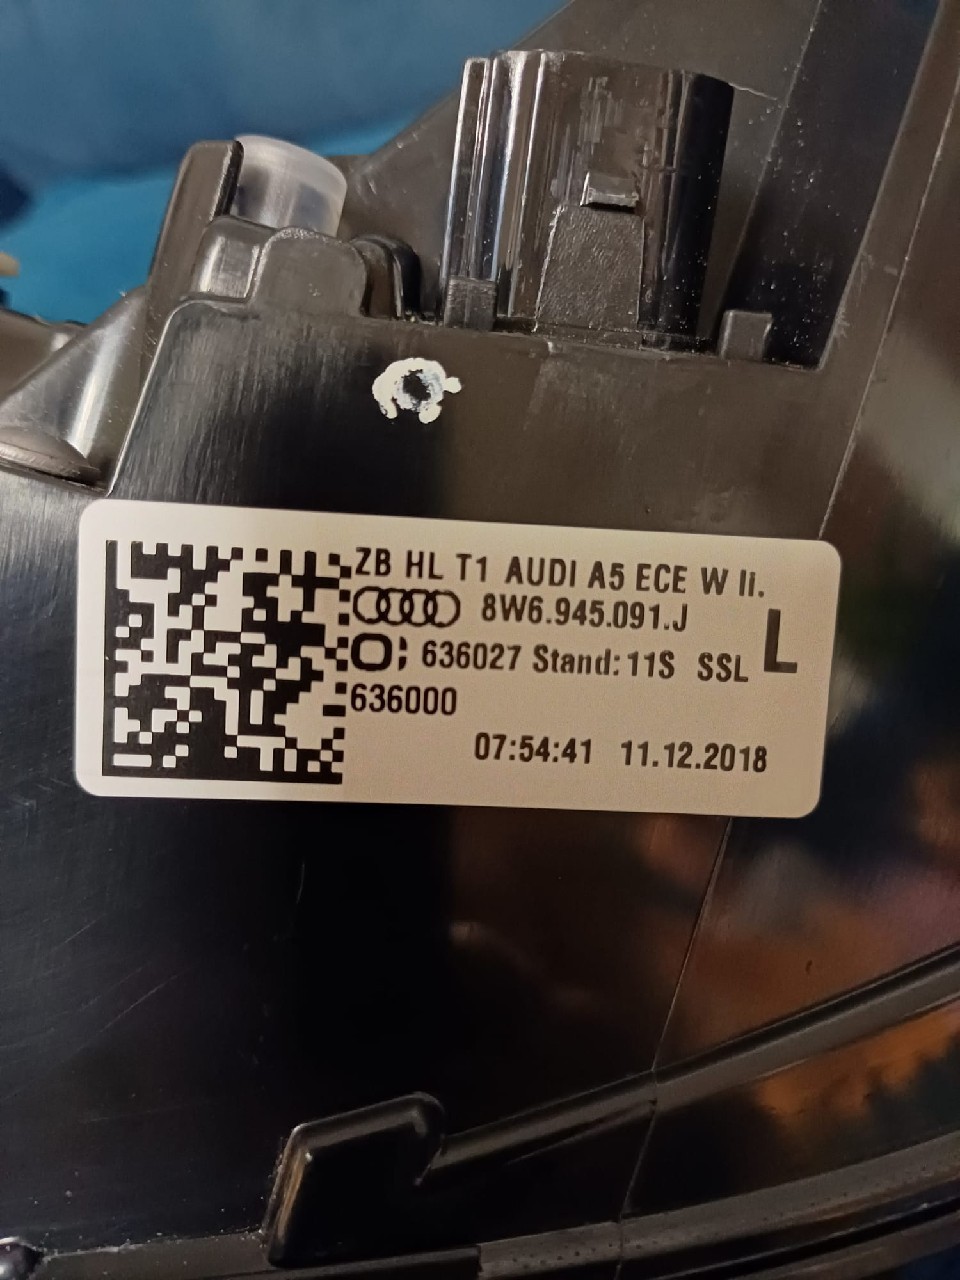 ZB HL T1 AUDI A5 ECE W li.
8W6.945.091.J
L
636027 Stand: 11S SSL
636000
07:54:41 11.12.2018